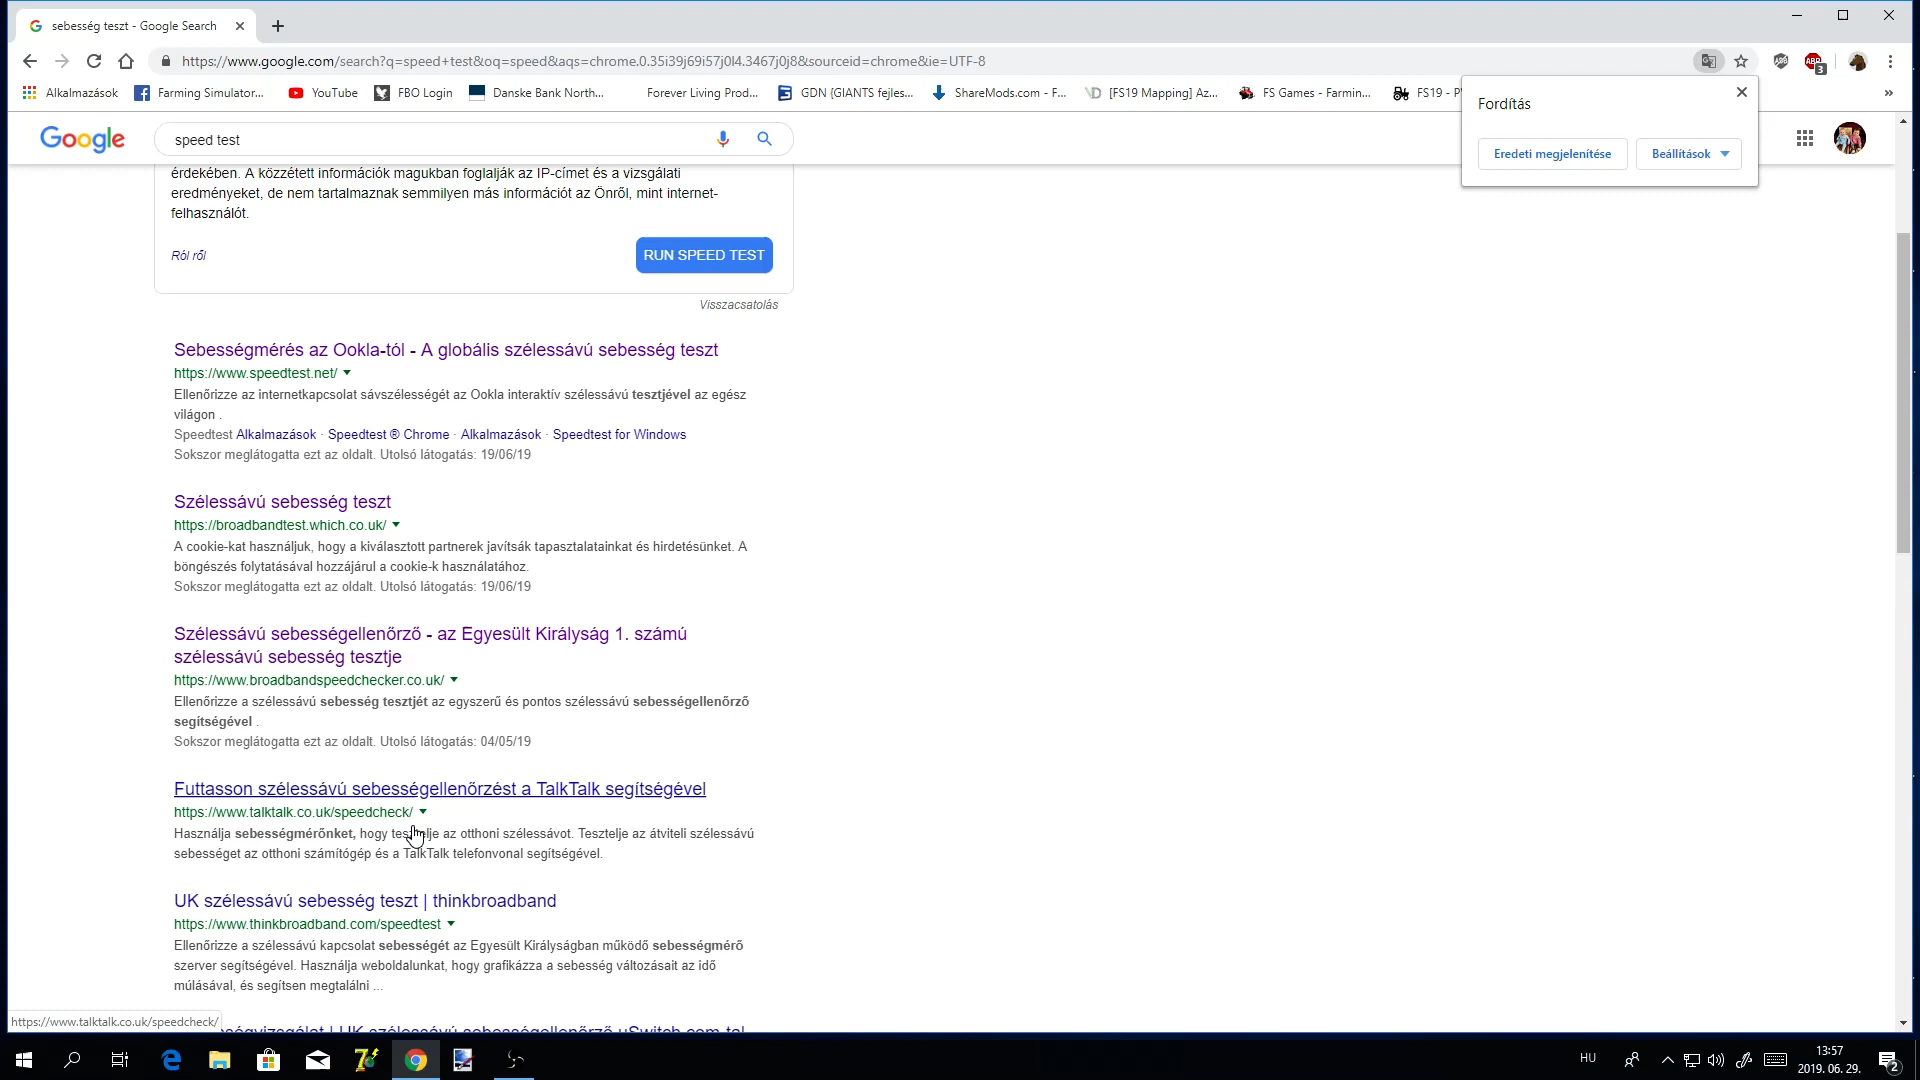 sebesség teszt - Google Search
https://www.google.com/search?q=speed+test&oq=speed&aqs=chrome.0.35i39j69i57j0l4.3467j0j8&sourceid=chrome&ie=UTF-8
Alkalmazások Farming Simulator... YouTube FBO Login Danske Bank North... Forever Living Prod... GDN {GIANTS fejles... ShareMods.com - F... [FS19 Mapping] Az... FS Games - Farmin... FS19 - »
Fordítás
Eredeti megjelenítése Beállítások
Google speed test
érdekében. A közzétett információk magukban foglalják az IP-címet és a vizsgálati
eredményeket, de nem tartalmaznak semmilyen más információt az Önről, mint internet-
felhasználót.
Ról ről RUN SPEED TEST
Visszacsatolás
Sebességmérés az Ookla-tól - A globális szélessávú sebesség teszt
https://www.speedtest.net/
Ellenőrizze az internetkapcsolat sávszélességét az Ookla interaktív szélessávú tesztjével az egész
világon .
Speedtest Alkalmazások · Speedtest ® Chrome · Alkalmazások · Speedtest for Windows
Sokszor meglátogatta ezt az oldalt. Utolsó látogatás: 19/06/19
Szélessávú sebesség teszt
https://broadbandtest.which.co.uk/
A cookie-kat használjuk, hogy a kiválasztott partnerek javítsák tapasztalatainkat és hirdetésünket. A
böngészés folytatásával hozzájárul a cookie-k használatához.
Sokszor meglátogatta ezt az oldalt. Utolsó látogatás: 19/06/19
Szélessávú sebességellenőrző - az Egyesült Királyság 1. számú
szélessávú sebesség tesztje
https://www.broadbandspeedchecker.co.uk/
Ellenőrizze a szélessávú sebesség tesztjét az egyszerű és pontos szélessávú sebességellenőrző
segítségével .
Sokszor meglátogatta ezt az oldalt. Utolsó látogatás: 04/05/19
Futtasson szélessávú sebességellenőrzést a TalkTalk segítségével
https://www.talktalk.co.uk/speedcheck/
Használja sebességmérőnket, hogy tesztelje az otthoni szélessávot. Tesztelje az átviteli szélessávú
sebességet az otthoni számítógép és a TalkTalk telefonvonal segítségével.
UK szélessávú sebesség teszt | thinkbroadband
https://www.thinkbroadband.com/speedtest
Ellenőrizze a szélessávú kapcsolat sebességét az Egyesült Királyságban működő sebességmérő
szerver segítségével. Használja weboldalunkat, hogy grafikázza a sebesség változásait az idő
múlásával, és segítsen megtalálni ...
https://www.talktalk.co.uk/speedcheck/
HU 13:57
2019. 06. 29. 2